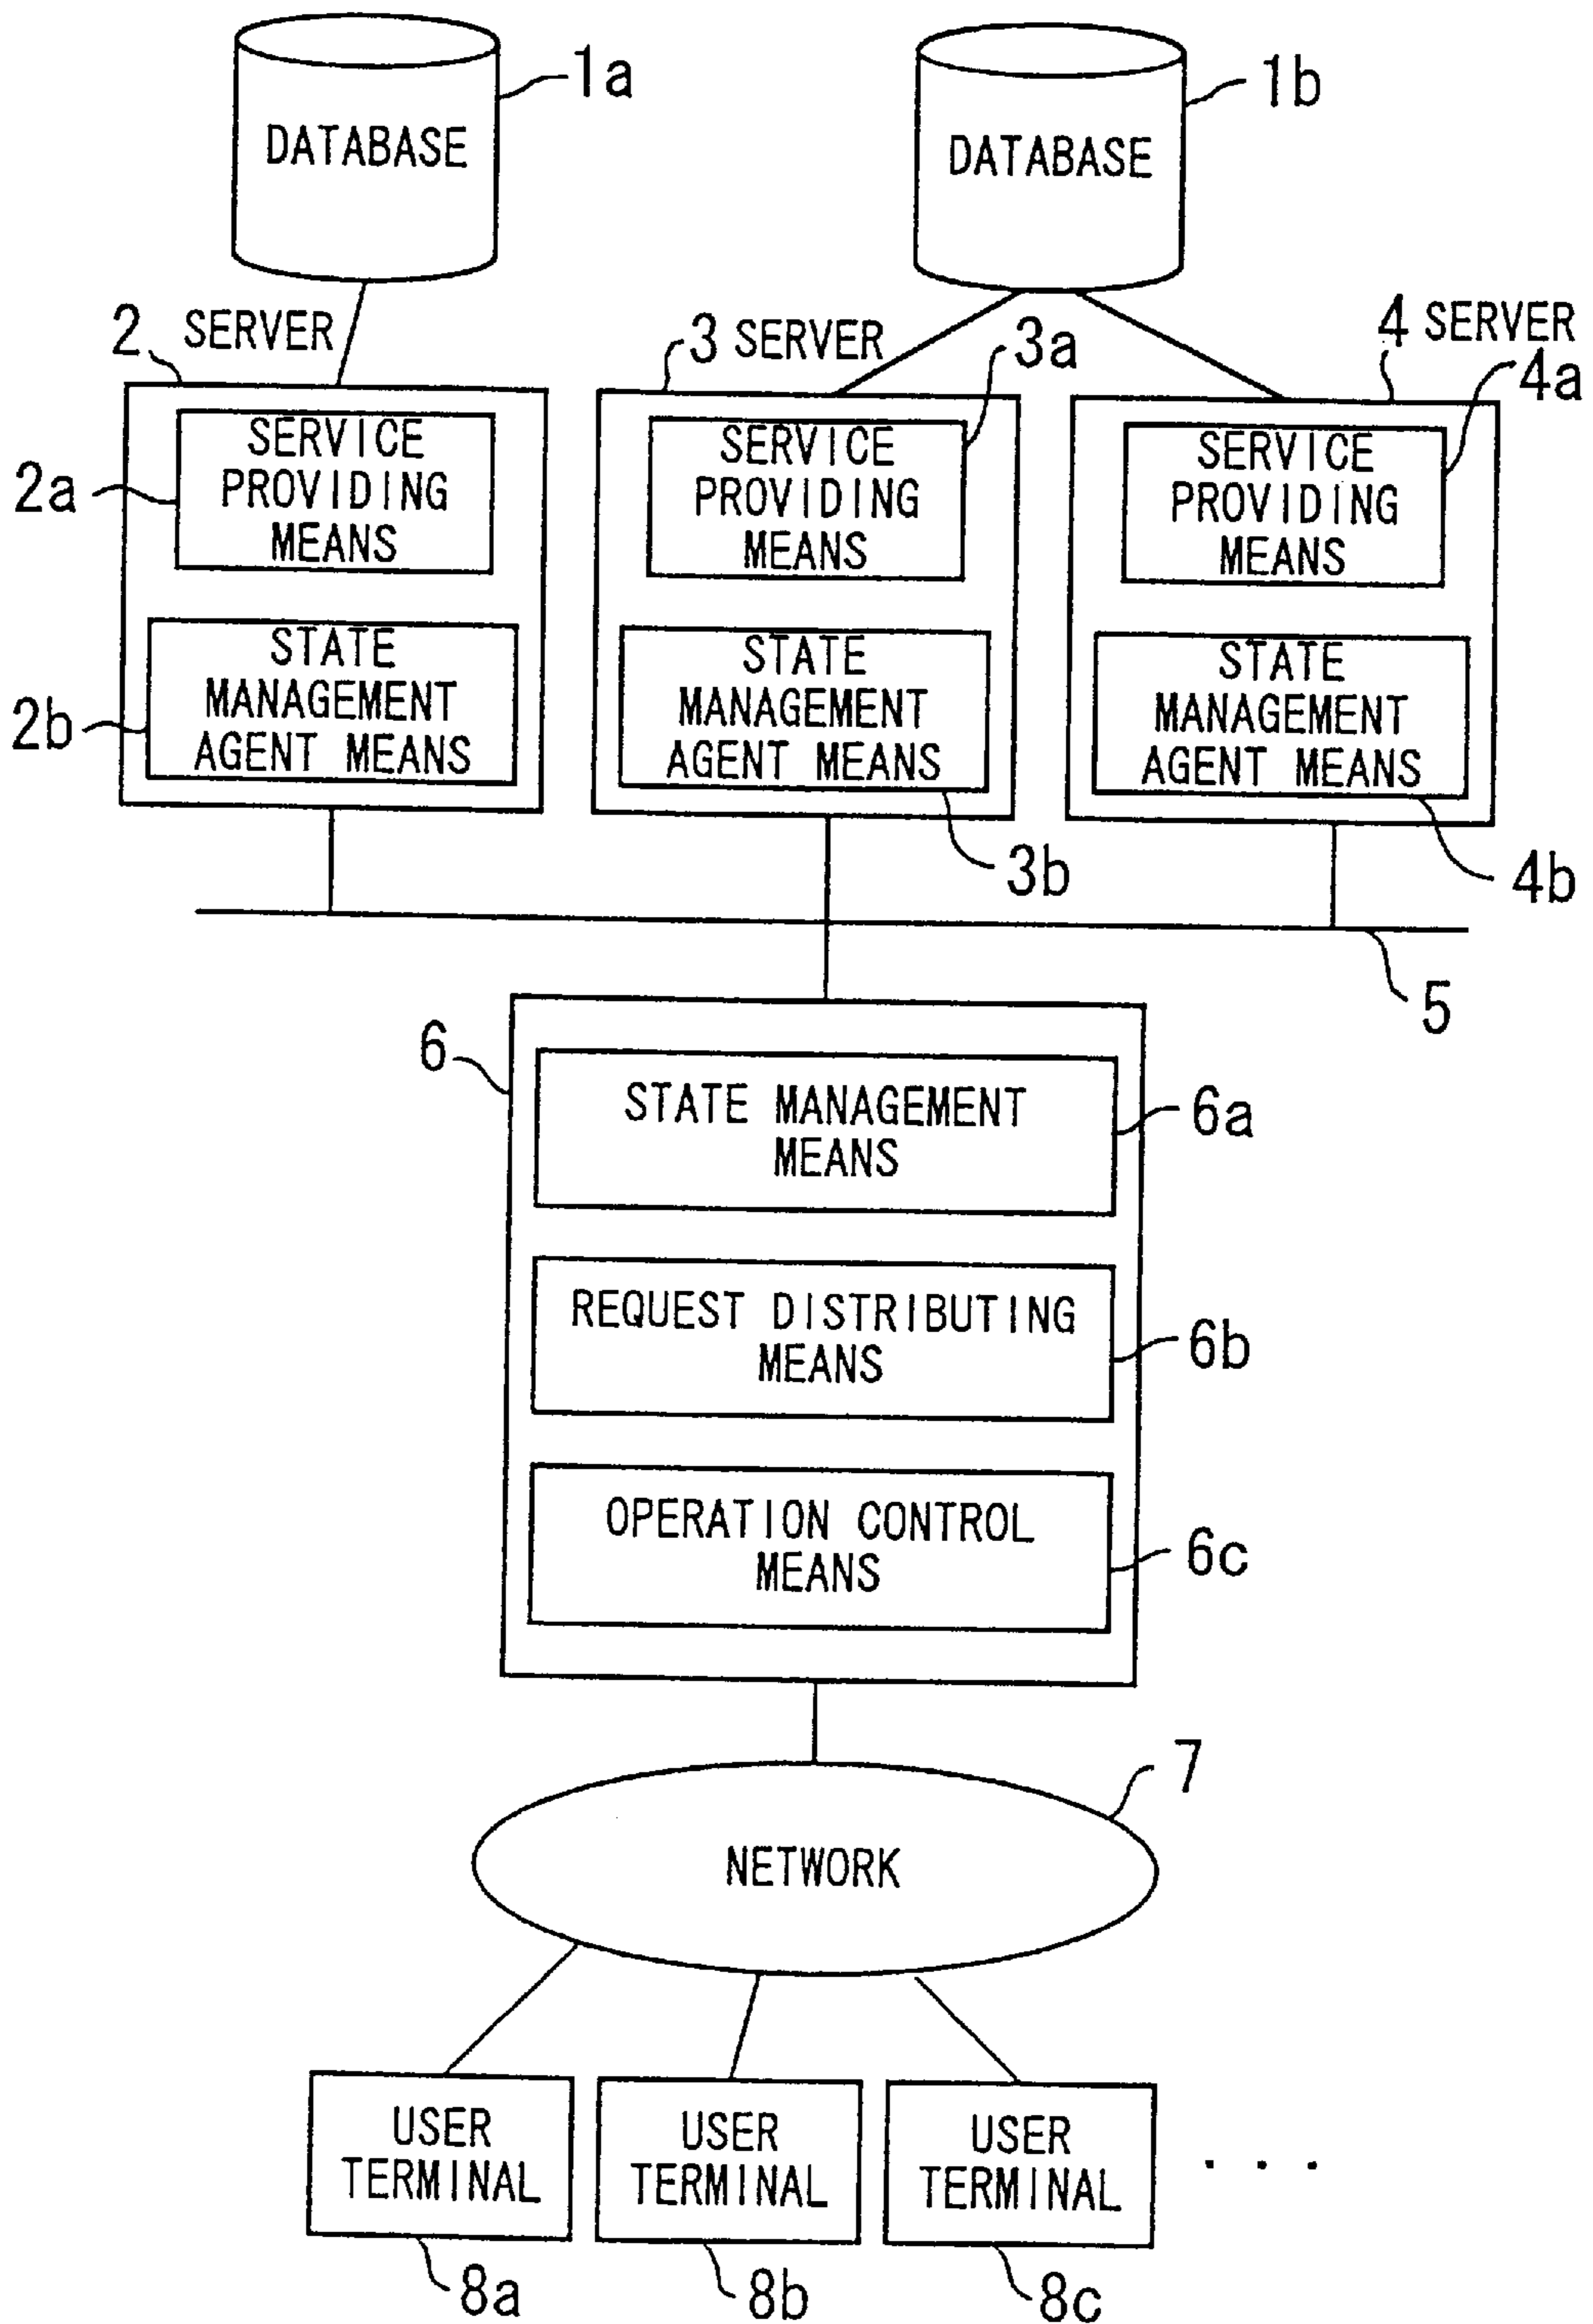 1a
DATABASE
1b
DATABASE
2 SERVER
3 SERVER
3a
4 SERVER
4a
SERVICE
PROVIDING
MEANS
2a
SERVICE
PROVIDING
MEANS
SERVICE
PROVIDING
MEANS
STATE
MANAGEMENT
AGENT MEANS
2b
STATE
MANAGEMENT
AGENT MEANS
STATE
MANAGEMENT
AGENT MEANS
3b
4b
5
6
STATE MANAGEMENT
MEANS
6a
REQUEST DISTRIBUTING
MEANS
6b
OPERATION CONTROL
MEANS
6c
7
NETWORK
USER
TERMINAL
USER
TERMINAL
USER
TERMINAL
. . .
8a
8b
8c